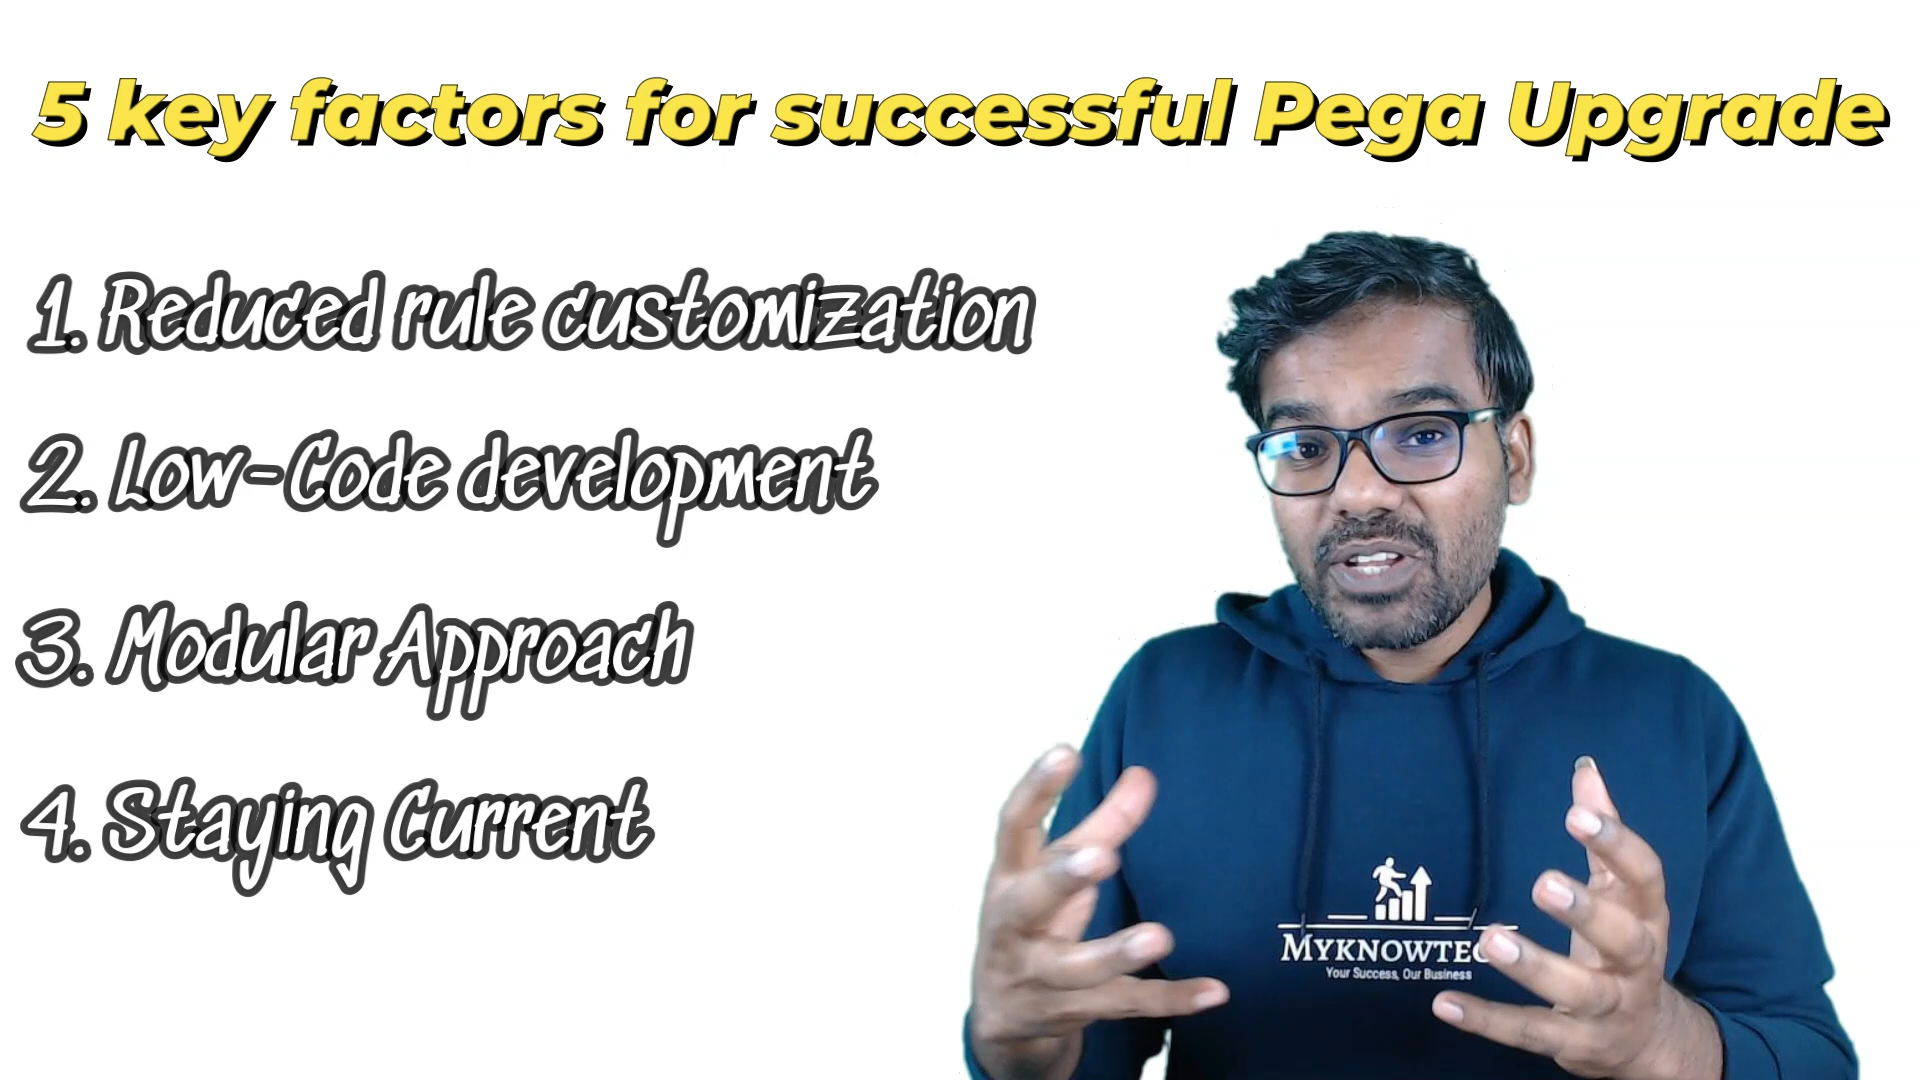 5 key factors for successful Pega Upgrade
1. Reduced rule customization
2. Low-Code development
3. Modular Approach
4. Staying Current
Your Success, Our Business